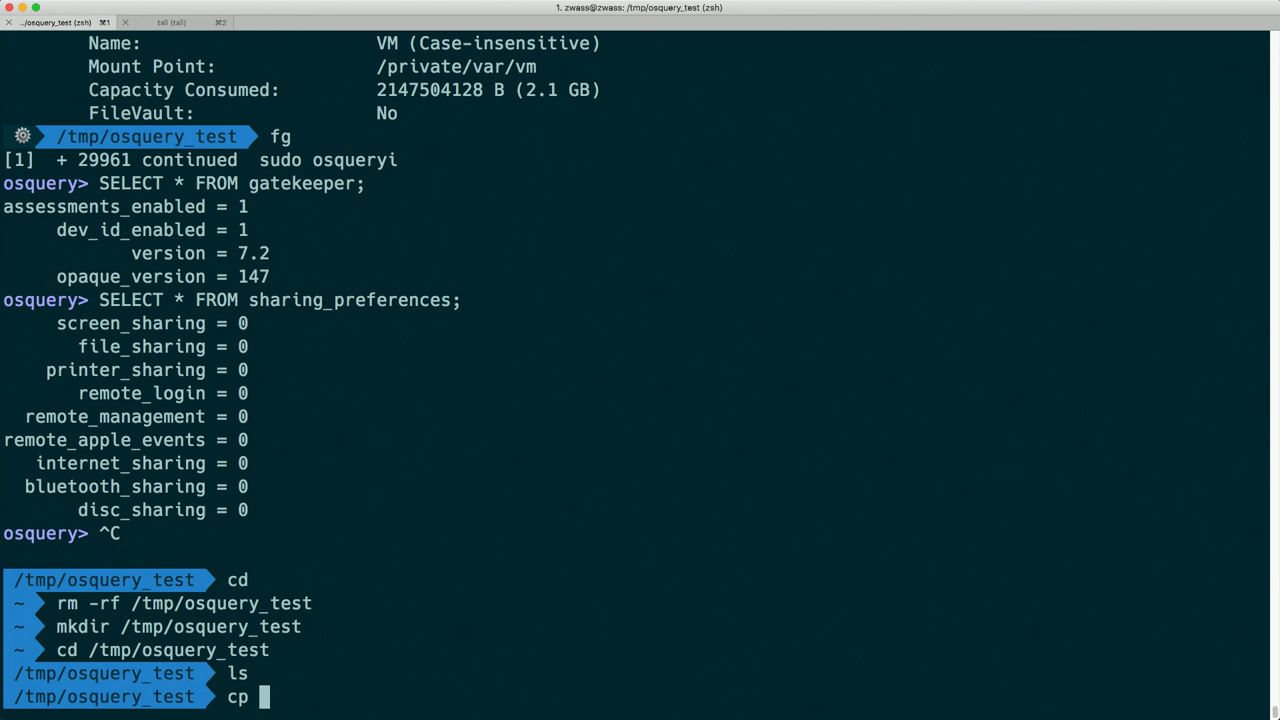 1. zwass@zwass: /tmp/osquery_test (zsh)
../osquery_test (zsh) ⌘1 tall (tall) ⌘2
Name: VM (Case-insensitive)
Mount Point: /private/var/vm
Capacity Consumed: 2147504128 B (2.1 GB)
FileVault: No
/tmp/osquery_test fg
[1] + 29961 continued sudo osqueryi
osquery> SELECT * FROM gatekeeper;
assessments_enabled = 1
dev_id_enabled = 1
version = 7.2
opaque_version = 147
osquery> SELECT * FROM sharing_preferences;
screen_sharing = 0
file_sharing = 0
printer_sharing = 0
remote_login = 0
remote_management = 0
remote_apple_events = 0
internet_sharing = 0
bluetooth_sharing = 0
disc_sharing = 0
osquery> ^C
/tmp/osquery_test cd
~ rm -rf /tmp/osquery_test
~ mkdir /tmp/osquery_test
~ cd /tmp/osquery_test
/tmp/osquery_test ls
/tmp/osquery_test cp